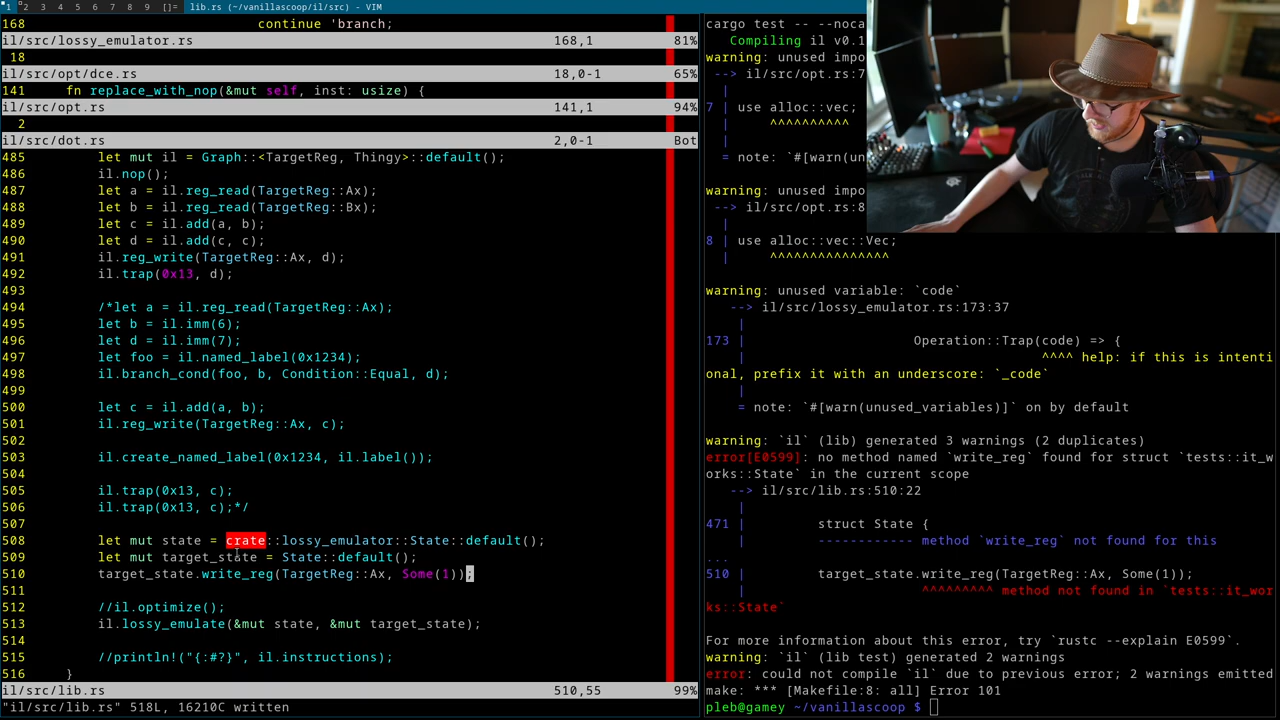 1 2 3 4 5 6 7 8 9 []= lib.rs (~/vanillascoop/il/src) - VIM
168 continue 'branch;
il/src/lossy_emulator.rs 168,1 81%
18
il/src/opt/dce.rs 18,0-1 65%
141 fn replace_with_nop(&mut self, inst: usize) {
il/src/opt.rs 141,1 94%
2
il/src/dot.rs 2,0-1 Bot
485 let mut il = Graph::<TargetReg, Thingy>::default();
486 il.nop();
487 let a = il.reg_read(TargetReg::Ax);
488 let b = il.reg_read(TargetReg::Bx);
489 let c = il.add(a, b);
490 let d = il.add(c, c);
491 il.reg_write(TargetReg::Ax, d);
492 il.trap(0x13, d);
493
494 /*let a = il.reg_read(TargetReg::Ax);
495 let b = il.imm(6);
496 let d = il.imm(7);
497 let foo = il.named_label(0x1234);
498 il.branch_cond(foo, b, Condition::Equal, d);
499
500 let c = il.add(a, b);
501 il.reg_write(TargetReg::Ax, c);
502
503 il.create_named_label(0x1234, il.label());
504
505 il.trap(0x13, c);
506 il.trap(0x13, c);*/
507
508 let mut state = crate::lossy_emulator::State::default();
509 let mut target_state = State::default();
510 target_state.write_reg(TargetReg::Ax, Some(1));
511
512 //il.optimize();
513 il.lossy_emulate(&mut state, &mut target_state);
514
515 //println!("{:#?}", il.instructions);
516 }
il/src/lib.rs 510,55 99%
"il/src/lib.rs" 518L, 16210C written
cargo test -- --noca
Compiling il v0.1
warning: unused impo
--> il/src/opt.rs:7
|
7 | use alloc::vec;
| ^^^^^^^^^^
|
= note: `#[warn(un
warning: unused impo
--> il/src/opt.rs:8
|
8 | use alloc::vec::Vec;
| ^^^^^^^^^^^^^^^
warning: unused variable: `code`
--> il/src/lossy_emulator.rs:173:37
|
173 | Operation::Trap(code) => {
| ^^^^ help: if this is intenti
onal, prefix it with an underscore: `_code`
|
= note: `#[warn(unused_variables)]` on by default
warning: `il` (lib) generated 3 warnings (2 duplicates)
error[E0599]: no method named `write_reg` found for struct `tests::it_w
orks::State` in the current scope
--> il/src/lib.rs:510:22
|
471 | struct State {
| ------------ method `write_reg` not found for this
...
510 | target_state.write_reg(TargetReg::Ax, Some(1));
| ^^^^^^^^^ method not found in `tests::it_wor
ks::State`
For more information about this error, try `rustc --explain E0599`.
warning: `il` (lib test) generated 2 warnings
error: could not compile `il` due to previous error; 2 warnings emitted
make: *** [Makefile:8: all] Error 101
pleb@gamey ~/vanillascoop $